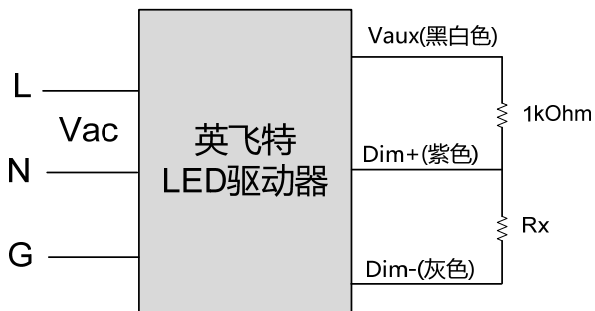 Vaux(黑白色)
L
1kOhm
Vac
英飞特
Dim+(紫色)
N
LED驱动器
Rx
G
Dim-(灰色)